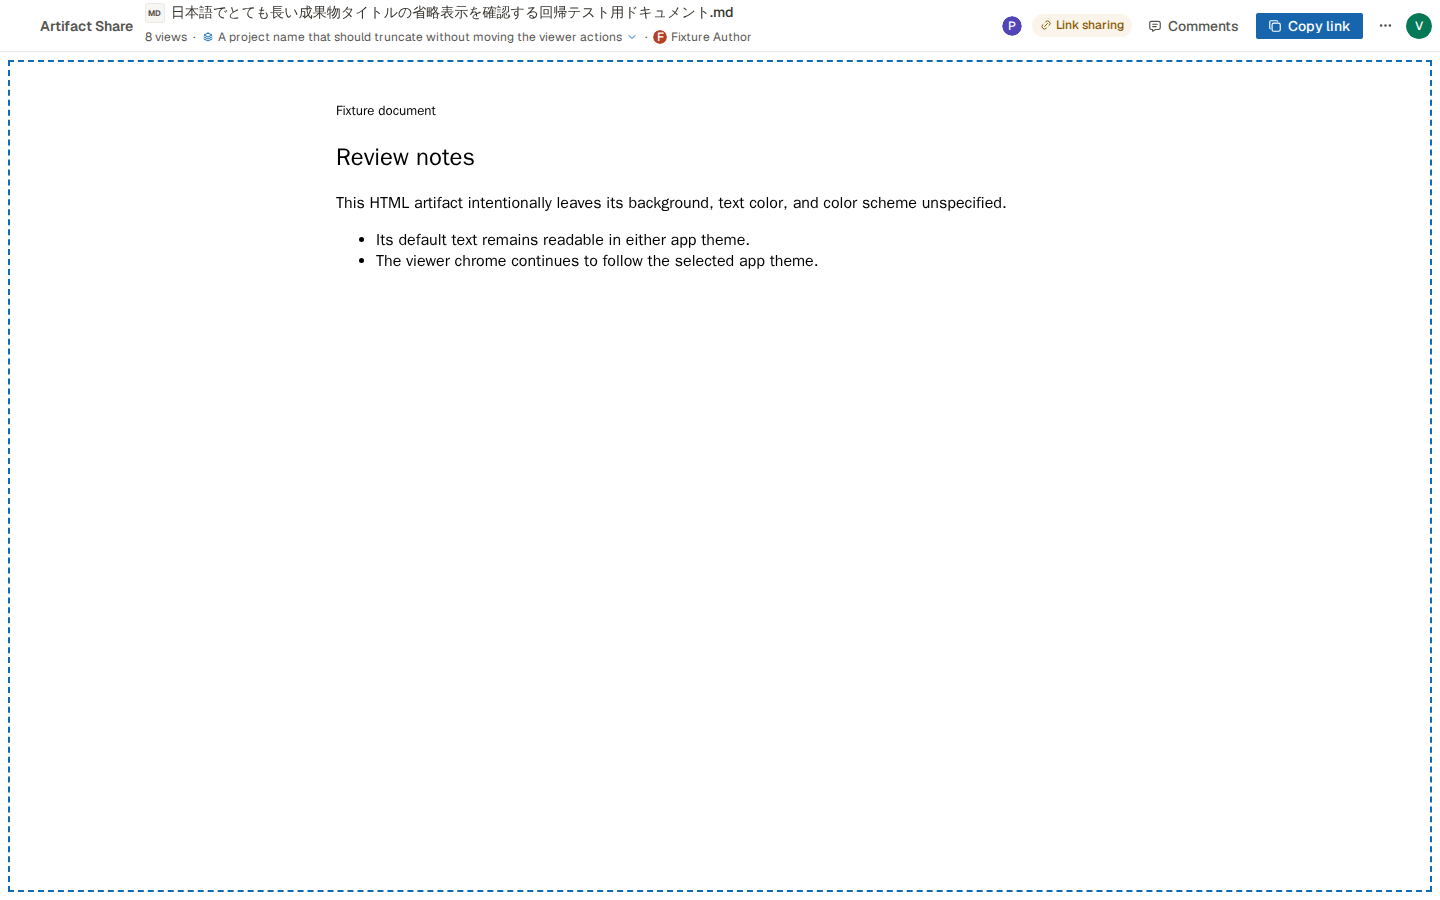 Artifact Share
MD 日本語でとても長い成果物タイトルの省略表示を確認する回帰テスト用ドキュメント.md
8 views · A project name that should truncate without moving the viewer actions · F Fixture Author
P
Link sharing
Comments
Copy link
V
Fixture document
Review notes
This HTML artifact intentionally leaves its background, text color, and color scheme unspecified.
• Its default text remains readable in either app theme.
• The viewer chrome continues to follow the selected app theme.